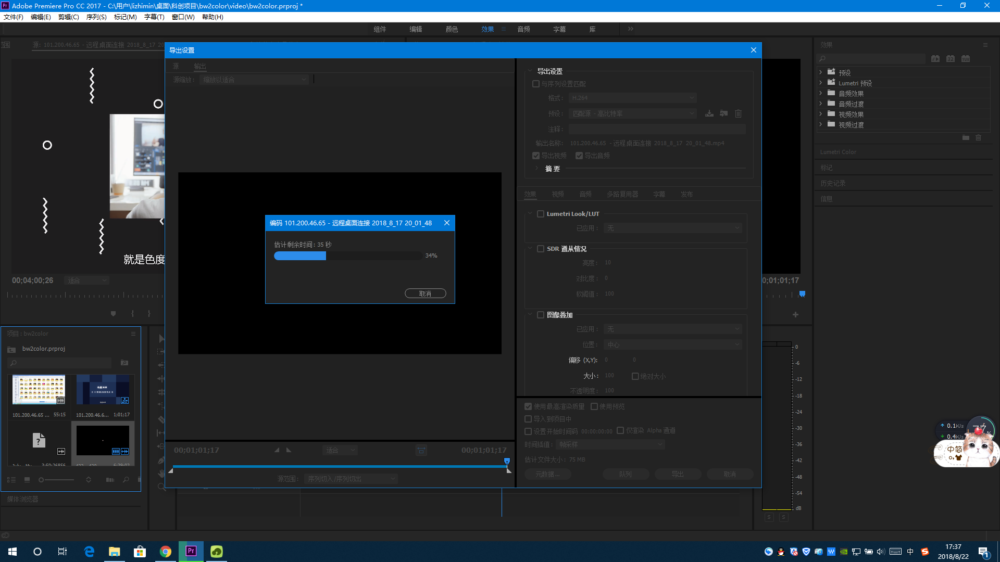 Adobe Premiere Pro CC 2017 - C:\用户\lizhimin\桌面\科创项目\bw2color\video\bw2color.prproj *
文件(F) 编辑(E) 剪辑(C) 序列(S) 标记(M) 字幕(T) 窗口(W) 帮助(H)
组件 编辑 颜色 效果 音频 字幕 库
源: 101.200.46.65 - 远程桌面连接 2018_8_17 20
就是色度
00;04;00;26 适合
导出设置
源 输出
源缩放: 缩放以适合
编码 101.200.46.65 - 远程桌面连接 2018_8_17 20_01_48
估计剩余时间: 35 秒
34%
取消
00;01;01;17 适合 00;01;01;17
源范围: 序列切入/序列切出
导出设置
与序列设置匹配
格式: H.264
预设: 匹配源 - 高比特率
注释:
输出名称: 101.200.46.65 - 远程桌面连接 2018_8_17 20_01_48.mp4
导出视频 导出音频
摘要
效果 视频 音频 多路复用器 字幕 发布
Lumetri Look/LUT
已应用: 无
SDR 遵从情况
亮度: 10
对比度: 0
软阈值: 100
图像叠加
已应用: 无
位置: 中心
偏移 (X,Y): 0 0
大小: 100 绝对大小
不透明度: 100
使用最高渲染质量 使用预览
导入到项目中
设置开始时间码 00:00:00:00 仅渲染 Alpha 通道
时间插值: 帧采样
估计文件大小: 75 MB
元数据... 队列 导出 取消
0;01;01;17
效果
预设
Lumetri 预设
音频效果
音频过渡
视频效果
视频过渡
Lumetri Color
标记
历史记录
信息
项目: bw2color
bw2color.prproj
101.200.46.65 ... 55:15
101.200.46.6... 1;01;17
媒体浏览器
0
-6
-12
-18
-24
-30
-36
-42
-48
-54
dB
S S
0.1K/s
0.4K/s
中简
中
17:37
2018/8/22
1